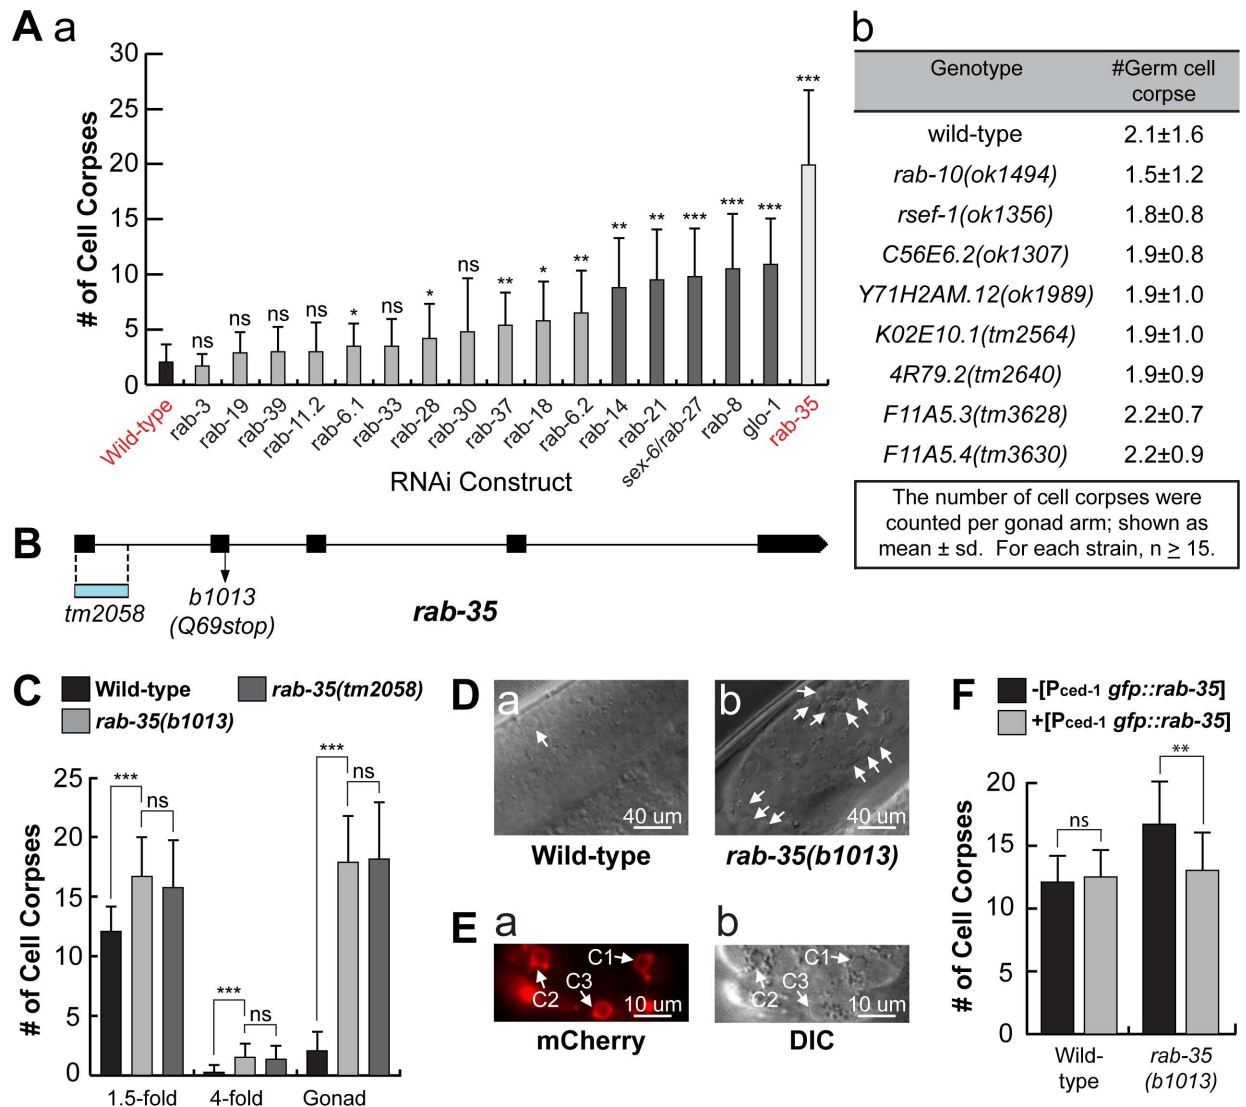 A a
30
25
20
15
10
5
0
# of Cell Corpses
ns
ns
ns
ns
*
ns
*
ns
**
*
**
**
**
***
***
***
***
Wild-type
rab-3
rab-19
rab-39
rab-11.2
rab-6.1
rab-33
rab-28
rab-30
rab-37
rab-18
rab-6.2
rab-14
rab-21
sex-6/rab-27
rab-8
glo-1
rab-35
RNAi Construct
b
Genotype #Germ cell
corpse
wild-type 2.1±1.6
rab-10(ok1494) 1.5±1.2
rsef-1(ok1356) 1.8±0.8
C56E6.2(ok1307) 1.9±0.8
Y71H2AM.12(ok1989) 1.9±1.0
K02E10.1(tm2564) 1.9±1.0
4R79.2(tm2640) 1.9±0.9
F11A5.3(tm3628) 2.2±0.7
F11A5.4(tm3630) 2.2±0.9
The number of cell corpses were
counted per gonad arm; shown as
mean ± sd. For each strain, n ≥ 15.
B
tm2058
b1013
(Q69stop)
rab-35
C
Wild-type
rab-35(tm2058)
rab-35(b1013)
25
20
15
10
5
0
# of Cell Corpses
***
ns
***
ns
***
ns
1.5-fold
4-fold
Gonad
D
a
40 um
Wild-type
b
40 um
rab-35(b1013)
E
a
C1
C2
C3
10 um
mCherry
b
C1
C2
C3
10 um
DIC
F
-[Pced-1 gfp::rab-35]
+[Pced-1 gfp::rab-35]
20
15
10
5
0
# of Cell Corpses
ns
**
Wild-
type
rab-35
(b1013)